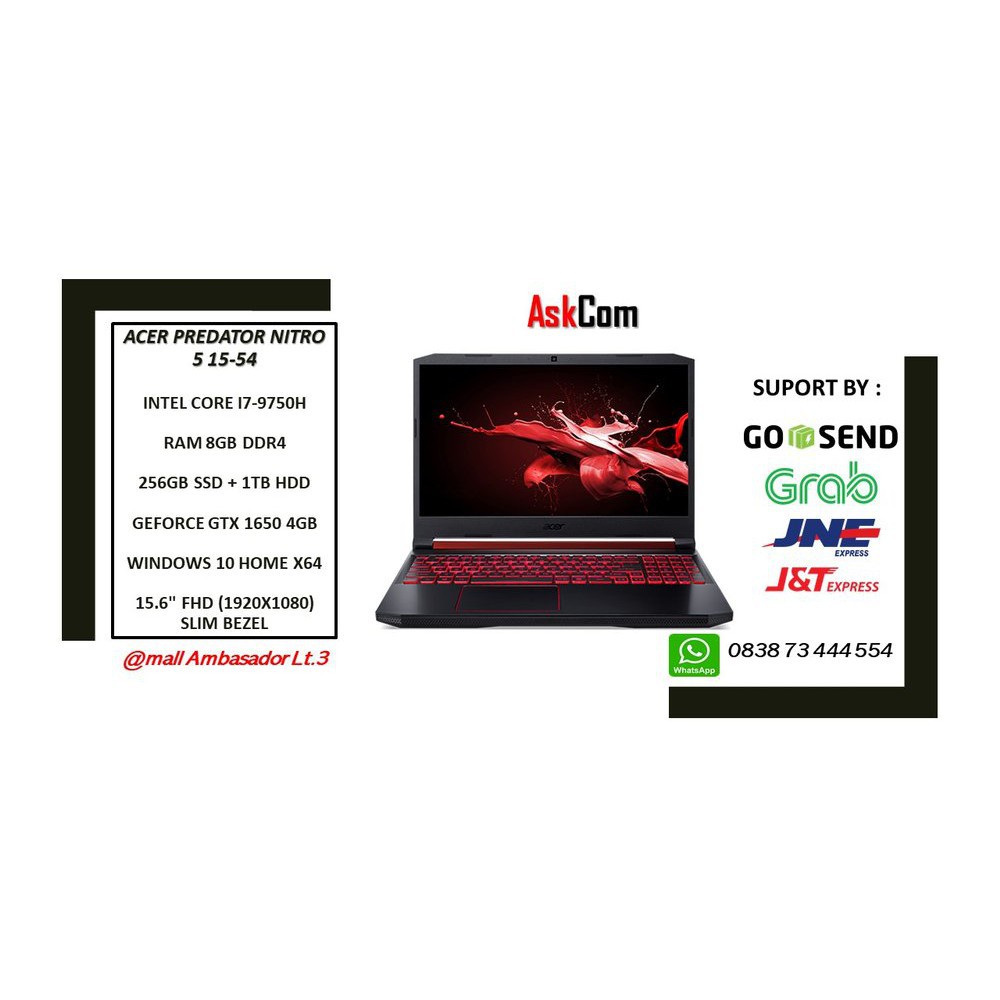 AskCom
ACER PREDATOR NITRO
5 15-54
INTEL CORE I7-9750H
RAM 8GB DDR4
256GB SSD + 1TB HDD
GEFORCE GTX 1650 4GB
WINDOWS 10 HOME X64
15.6" FHD (1920X1080)
SLIM BEZEL
@mall Ambasador Lt.3
acer
SUPORT BY :
GO SEND
Grab
JNE
EXPRESS
J&T EXPRESS
WhatsApp
0838 73 444 554